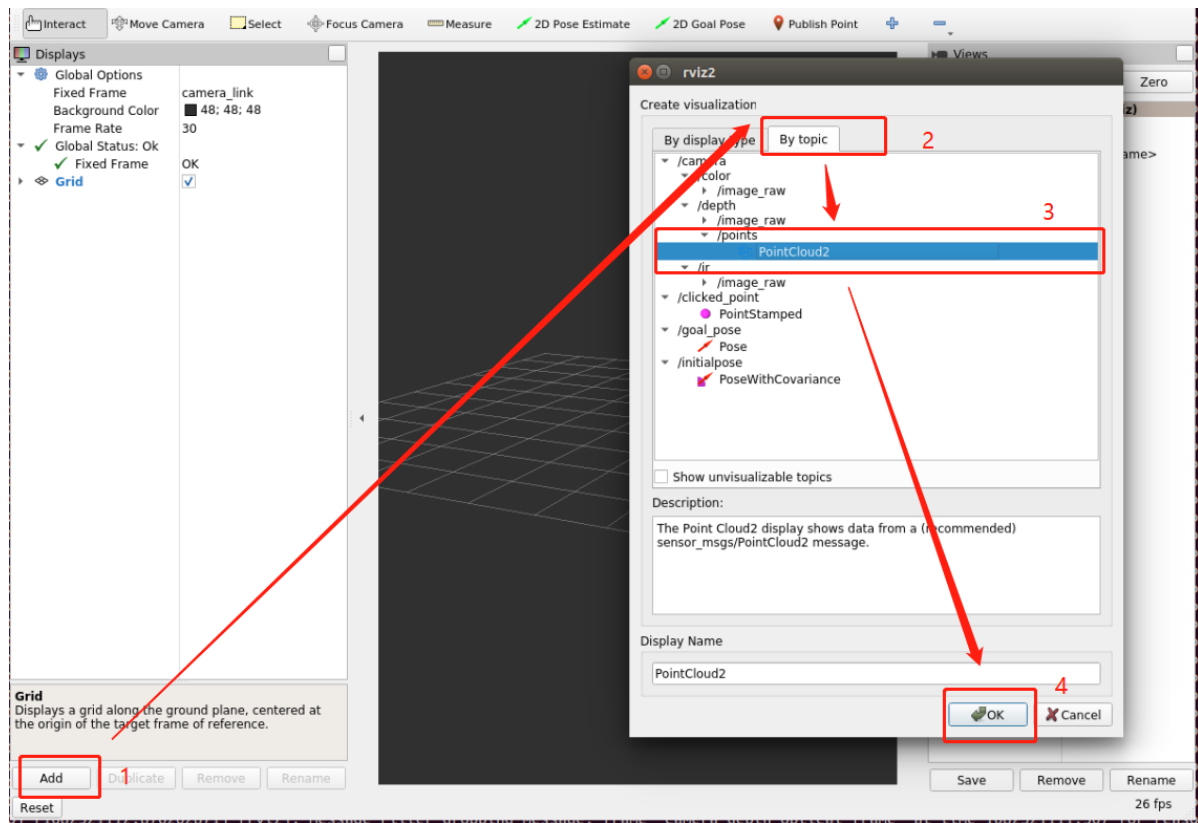 Interact Move Camera Select Focus Camera Measure 2D Pose Estimate 2D Goal Pose Publish Point
Displays
Global Options
Fixed Frame camera_link
Background Color 48; 48; 48
Frame Rate 30
Global Status: Ok
Fixed Frame OK
Grid
Views
Zero
rviz2
Create visualization
By display type By topic
2
/camera
/color
/image_raw
/depth
/image_raw
3
/points
PointCloud2
/ir
/image_raw
/clicked_point
PointStamped
/goal_pose
Pose
/initialpose
PoseWithCovariance
Show unvisualizable topics
Description:
The Point Cloud2 display shows data from a (recommended)
sensor_msgs/PointCloud2 message.
Display Name
PointCloud2
4
OK Cancel
Grid
Displays a grid along the ground plane, centered at
the origin of the target frame of reference.
Add 1 Duplicate Remove Rename
Reset
Save Remove Rename
26 fps